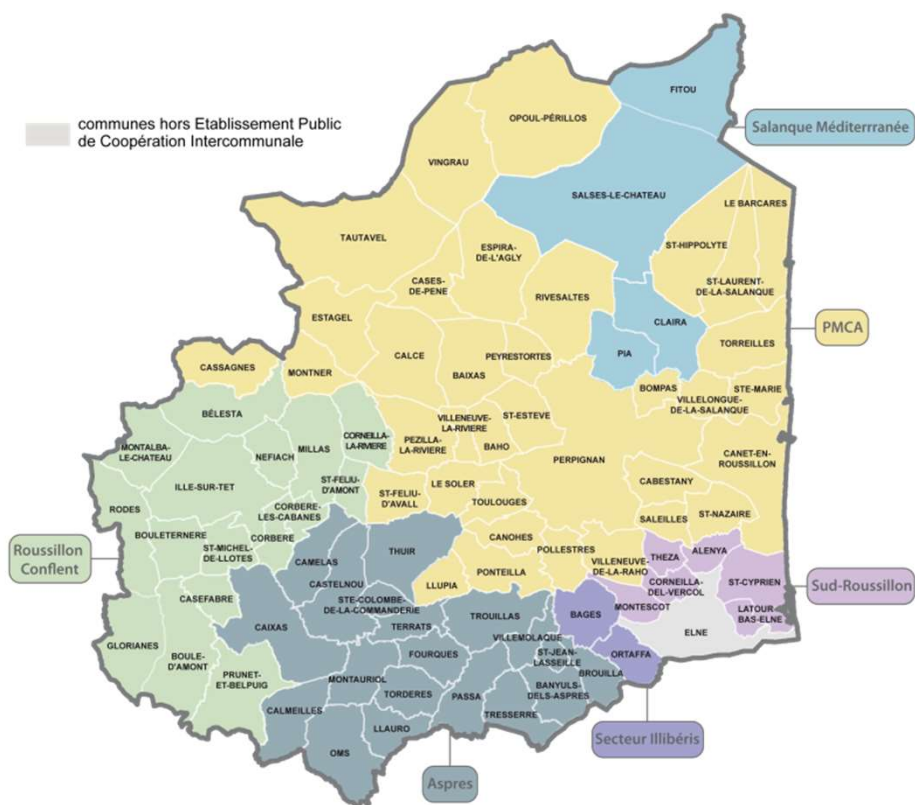 communes hors Etablissement Public
de Coopération Intercommunale
FITOU
Salanque Méditerrranée
OPOUL-PÉRILLOS
VINGRAU
SALSES-LE-CHATEAU
LE BARCARES
TAUTAVEL
ESPIRA-
DE-L'AGLY
ST-HIPPOLYTE
CASES-
DE-PENE
RIVESALTES
ST-LAURENT-
DE-LA-SALANQUE
ESTAGEL
CLAIRA
PMCA
CALCE
PEYRESTORTES
PIA
TORREILLES
CASSAGNES
MONTNER
BAIXAS
BOMPAS
STE-MARIE
VILLELONGUE-
DE-LA-SALANQUE
BÉLESTA
VILLENEUVE-
LA-RIVIERE
ST-ESTEVE
MONTALBA-
LE-CHATEAU
NEFIACH
MILLAS
CORNEILLA-
LA-RIVIERE
PEZILLA-
LA-RIVIERE
BAHO
PERPIGNAN
CANET-EN-
ROUSSILLON
ILLE-SUR-TET
ST-FELIU-
D'AMONT
ST-FELIU-
D'AVALL
LE SOLER
TOULOUGES
CABESTANY
RODES
CORBERE-
LES-CABANES
SALEILLES
ST-NAZAIRE
BOULETERNERE
CORBERE
CANOHES
Roussillon
Conflent
ST-MICHEL-
DE-LLOTES
CAMELAS
THUIR
POLLESTRES
VILLENEUVE-
DE-LA-RAHO
THEZA
ALENYA
CASEFABRE
CASTELNOU
LLUPIA
PONTEILLA
CORNEILLA-
DEL-VERCOL
ST-CYPRIEN
Sud-Roussillon
STE-COLOMBE-
DE-LA-COMMANDERIE
TROUILLAS
BAGES
MONTESCOT
LATOUR-
BAS-ELNE
CAIXAS
TERRATS
VILLEMOLAQUE
ELNE
GLORIANES
BOULE-
D'AMONT
FOURQUES
ST-JEAN-
LASSEILLE
ORTAFFA
PRUNET-
ET-BELPUIG
MONTAURIOL
BROUILLA
CALMEILLES
TORDERES
PASSA
BANYULS-
DELS-ASPRES
TRESSERRE
LLAURO
Secteur Illibéris
OMS
Aspres